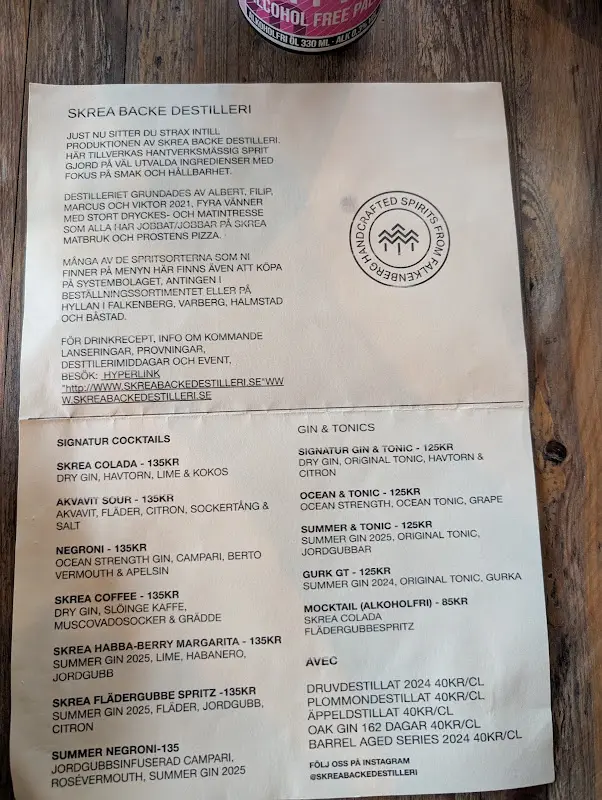 ALCOHOL FREE PAL
ALKOHOLFRI ÖL 330 ML - ALK 0,3%
SKREA BACKE DESTILLERI
JUST NU SITTER DU STRAX INTILL
PRODUKTIONEN AV SKREA BACKE DESTILLERI.
HÄR TILLVERKAS HANTVERKSMÄSSIG SPRIT
GJORD PÅ VÄL UTVALDA INGREDIENSER MED
FOKUS PÅ SMAK OCH HÅLLBARHET.
DESTILLERIET GRUNDADES AV ALBERT, FILIP,
MARCUS OCH VIKTOR 2021, FYRA VÄNNER
MED STORT DRYCKES- OCH MATINTRESSE
SOM ALLA HAR JOBBAT/JOBBAR PÅ SKREA
MATBRUK OCH PROSTENS PIZZA.
MÅNGA AV DE SPRITSORTERNA SOM NI
FINNER PÅ MENYN HÄR FINNS ÄVEN ATT KÖPA
PÅ SYSTEMBOLAGET, ANTINGEN I
BESTÄLLNINGSSORTIMENTET ELLER PÅ
HYLLAN I FALKENBERG, VARBERG, HALMSTAD
OCH BÅSTAD.
FÖR DRINKRECEPT, INFO OM KOMMANDE
LANSERINGAR, PROVNINGAR,
DESTTILERIMIDDAGAR OCH EVENT,
BESÖK: HYPERLINK
"http://WWW.SKREABACKEDESTILLERI.SE"WW
W.SKREABACKEDESTILLERI.SE
HANDCRAFTED SPIRITS FROM FALKENBERG
SIGNATUR COCKTAILS
SKREA COLADA - 135KR
DRY GIN, HAVTORN, LIME & KOKOS
AKVAVIT SOUR - 135KR
AKVAVIT, FLÄDER, CITRON, SOCKERTÅNG &
SALT
NEGRONI - 135KR
OCEAN STRENGTH GIN, CAMPARI, BERTO
VERMOUTH & APELSIN
SKREA COFFEE - 135KR
DRY GIN, SLÖINGE KAFFE,
MUSCOVADOSOCKER & GRÄDDE
SKREA HABBA-BERRY MARGARITA - 135KR
SUMMER GIN 2025, LIME, HABANERO,
JORDGUBB
SKREA FLÄDERGUBBE SPRITZ -135KR
SUMMER GIN 2025, FLÄDER, JORDGUBB,
CITRON
SUMMER NEGRONI-135
JORDGUBBSINFUSERAD CAMPARI,
ROSÉVERMOUTH, SUMMER GIN 2025
GIN & TONICS
SIGNATUR GIN & TONIC - 125KR
DRY GIN, ORIGINAL TONIC, HAVTORN &
CITRON
OCEAN & TONIC - 125KR
OCEAN STRENGTH, OCEAN TONIC, GRAPE
SUMMER & TONIC - 125KR
SUMMER GIN 2025, ORIGINAL TONIC,
JORDGUBBAR
GURK GT - 125KR
SUMMER GIN 2024, ORIGINAL TONIC, GURKA
MOCKTAIL (ALKOHOLFRI) - 85KR
SKREA COLADA
FLÄDERGUBBESPRITZ
AVEC
DRUVDESTILLAT 2024 40KR/CL
PLOMMONDESTILLAT 40KR/CL
ÄPPELDSTILLAT 40KR/CL
OAK GIN 162 DAGAR 40KR/CL
BARREL AGED SERIES 2024 40KR/CL
FÖLJ OSS PÅ INSTAGRAM
@SKREABACKEDESTILLERI